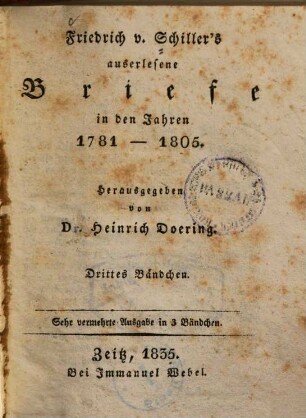 Friedrich v. Schiller's
auserlesene
Briefe
in den Jahren
1781 — 1805.
Herausgegeben
von
Dr. Heinrich Doering.
Drittes Bändchen.
Sehr vermehrte Ausgabe in 3 Bändchen.
Zeitz, 1835.
Bei Immanuel Webel.